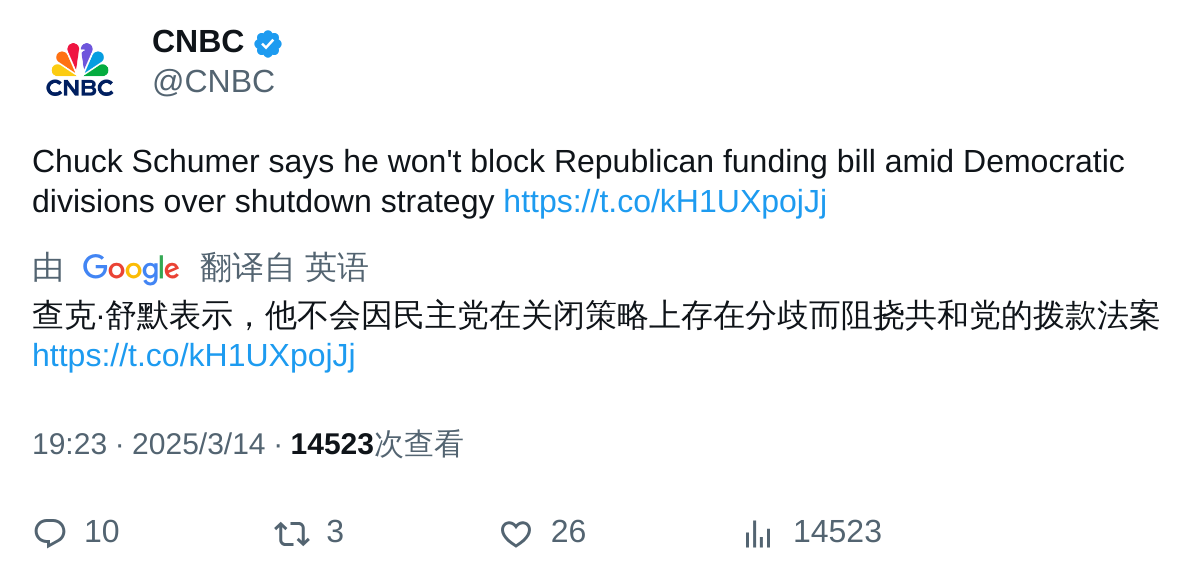 CNBC
CNBC
@CNBC
Chuck Schumer says he won't block Republican funding bill amid Democratic
divisions over shutdown strategy https://t.co/kH1UXpojJj
由 Google 翻译自 英语
查克·舒默表示，他不会因民主党在关闭策略上存在分歧而阻挠共和党的拨款法案
https://t.co/kH1UXpojJj
19:23 · 2025/3/14 · 14523次查看
10 3 26 14523